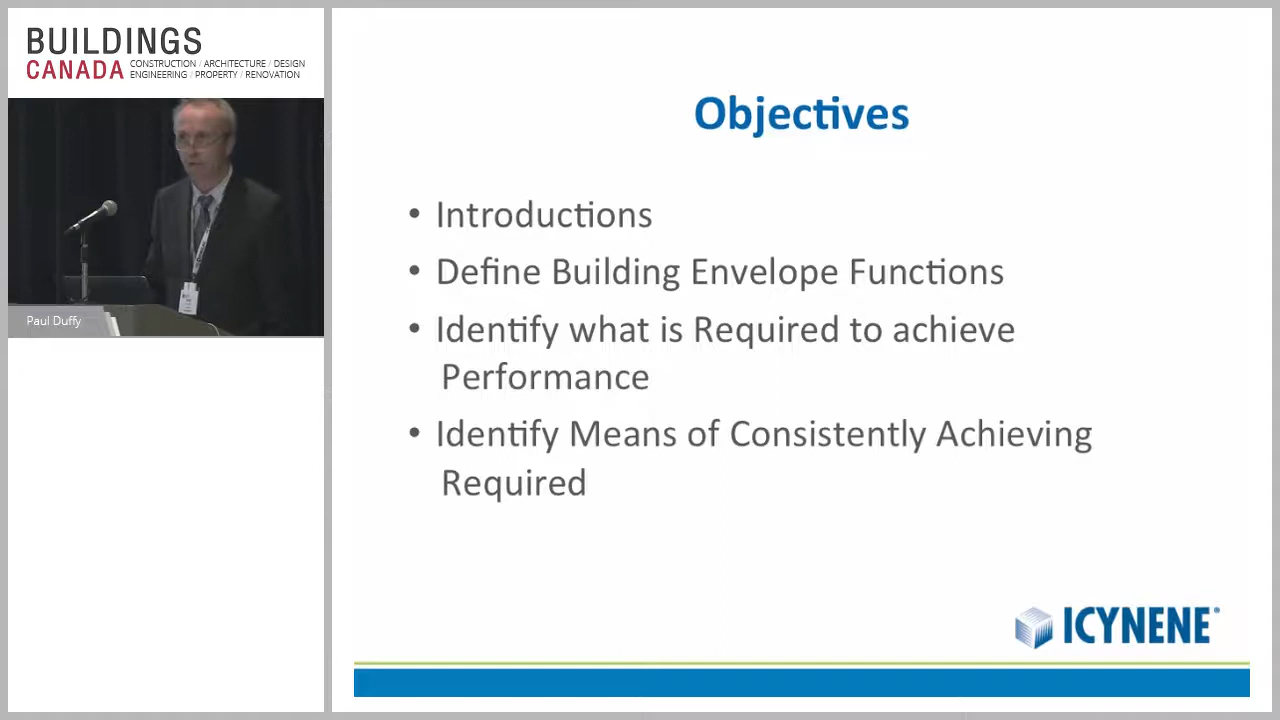 BUILDINGS
CANADA
CONSTRUCTION / ARCHITECTURE / DESIGN
ENGINEERING / PROPERTY / RENOVATION
Paul Duffy
Objectives
• Introductions
• Define Building Envelope Functions
• Identify what is Required to achieve
Performance
• Identify Means of Consistently Achieving
Required
ICYNENE®